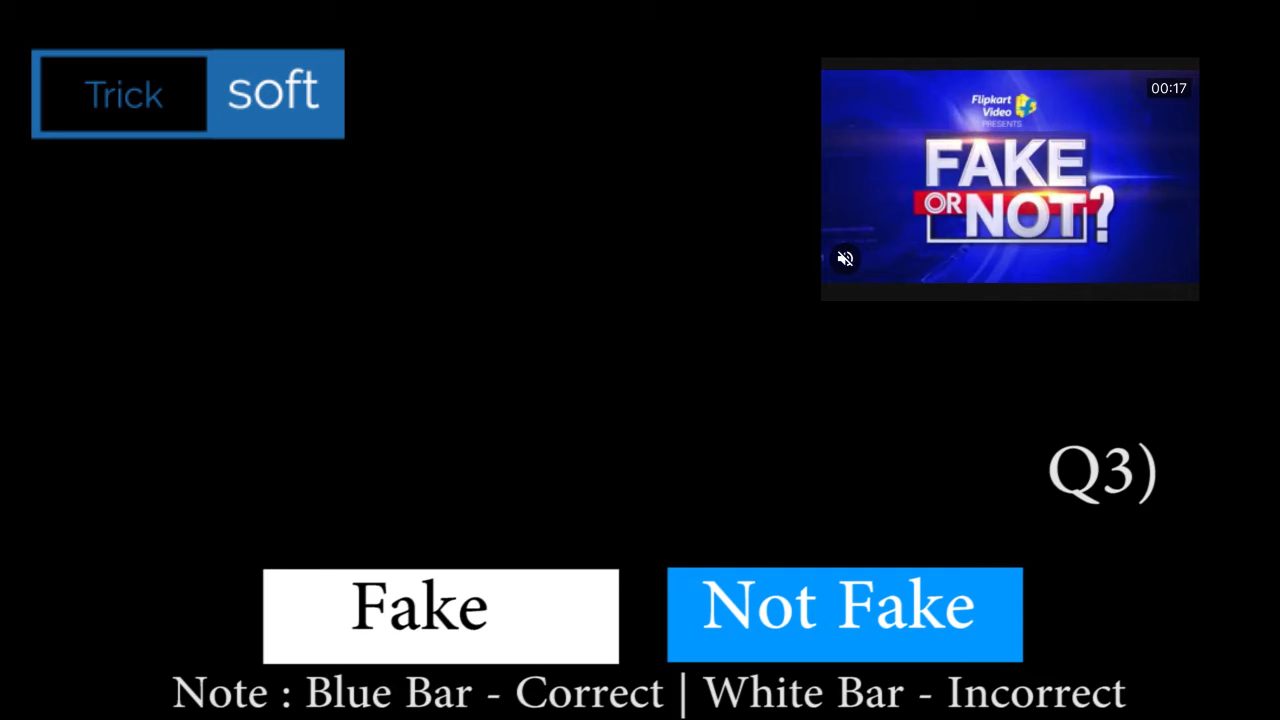 Trick soft
00:17
Flipkart
Video
PRESENTS
FAKE
OR NOT?
Q3)
Fake
Not Fake
Note : Blue Bar - Correct | White Bar - Incorrect